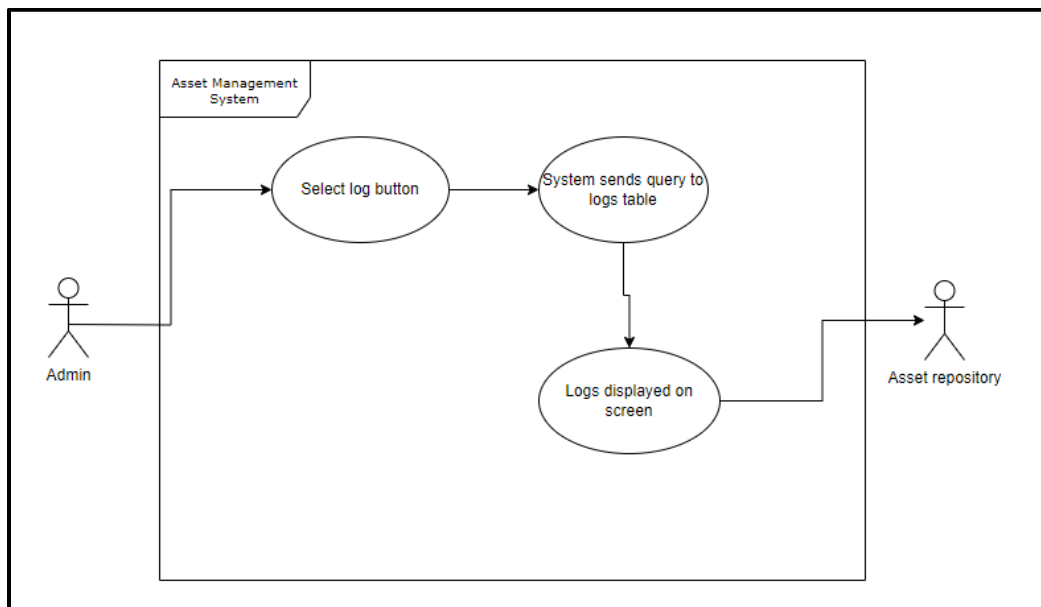 Asset Management
System
Select log button
System sends query to
logs table
Admin
Logs displayed on
screen
Asset repository